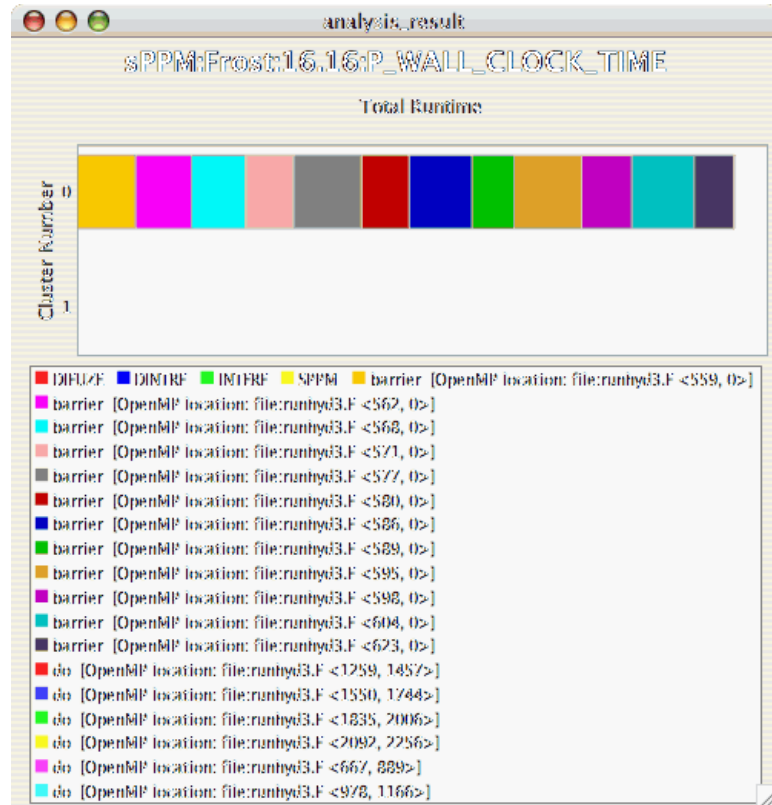 analysis_result
sPPM:Frost:16.16:P_WALL_CLOCK_TIME
Total Runtime
Cluster Number
0
1
DIFUZE DINTRF INTERF SPPM barrier [OpenMP location: file:runhyd3.F <559, 0>]
barrier [OpenMP location: file:runhyd3.F <562, 0>]
barrier [OpenMP location: file:runhyd3.F <568, 0>]
barrier [OpenMP location: file:runhyd3.F <571, 0>]
barrier [OpenMP location: file:runhyd3.F <577, 0>]
barrier [OpenMP location: file:runhyd3.F <580, 0>]
barrier [OpenMP location: file:runhyd3.F <586, 0>]
barrier [OpenMP location: file:runhyd3.F <589, 0>]
barrier [OpenMP location: file:runhyd3.F <595, 0>]
barrier [OpenMP location: file:runhyd3.F <598, 0>]
barrier [OpenMP location: file:runhyd3.F <604, 0>]
barrier [OpenMP location: file:runhyd3.F <623, 0>]
do [OpenMP location: file:runhyd3.F <1259, 1457>]
do [OpenMP location: file:runhyd3.F <1550, 1744>]
do [OpenMP location: file:runhyd3.F <1835, 2006>]
do [OpenMP location: file:runhyd3.F <2092, 2256>]
do [OpenMP location: file:runhyd3.F <667, 889>]
do [OpenMP location: file:runhyd3.F <978, 1166>]